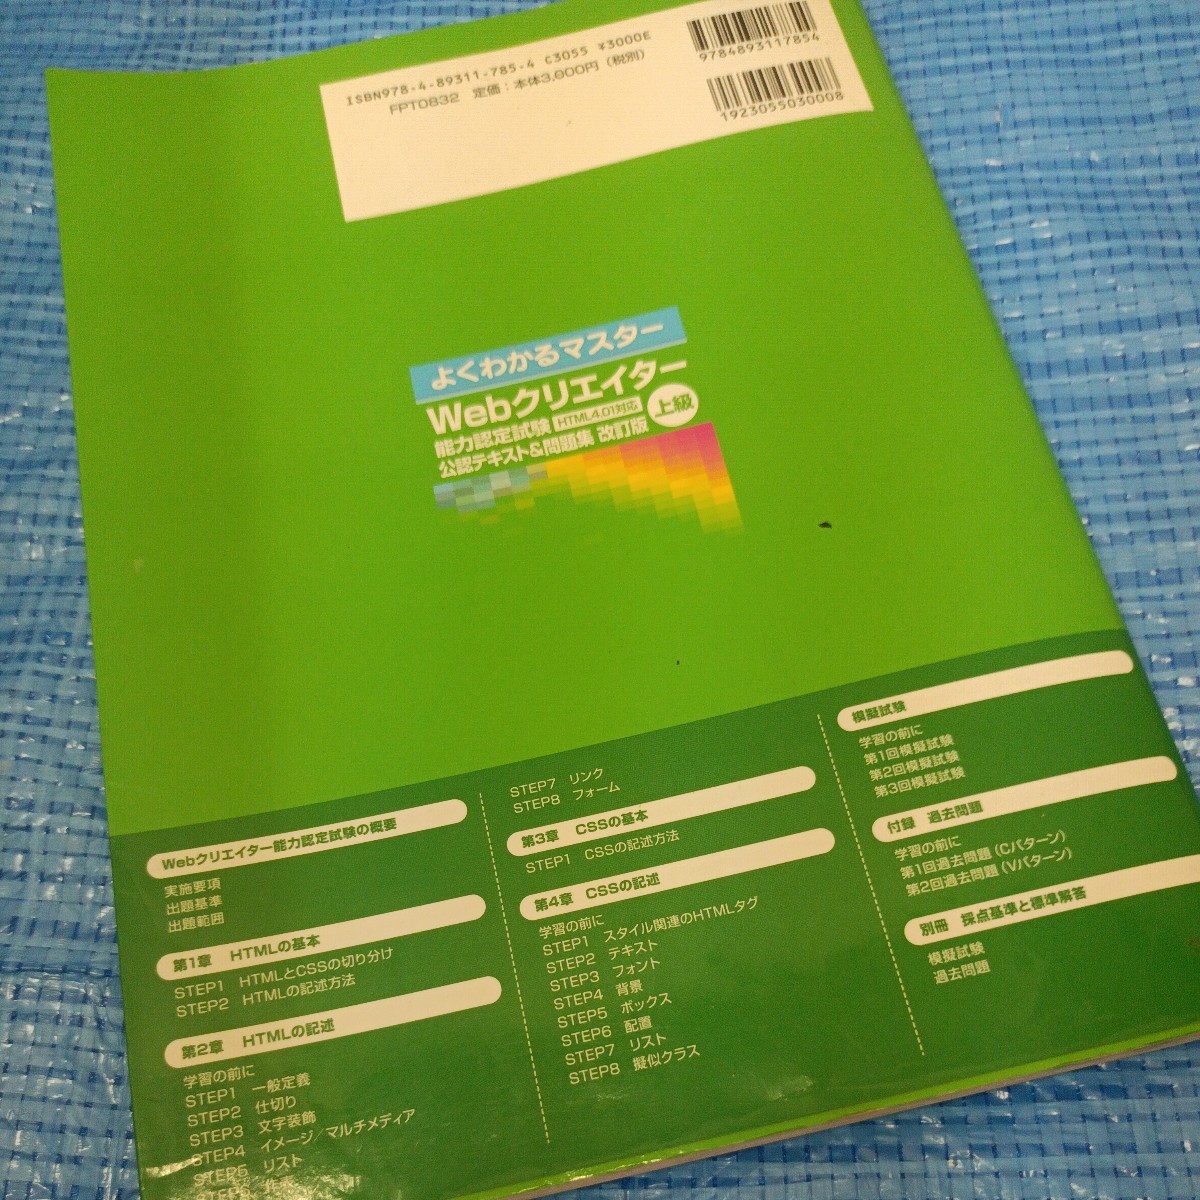 ISBN978-4-89311-785-4 C3055 ¥3000E
FPT0832 定価：本体3,000円（税別）
9784893117854
1923055030008
よくわかるマスター
Webクリエイター
能力認定試験 HTML4.01対応 上級
公認テキスト&問題集 改訂版
Webクリエイター能力認定試験の概要
実施要項
出題基準
出題範囲
第1章 HTMLの基本
STEP1 HTMLとCSSの切り分け
STEP2 HTMLの記述方法
第2章 HTMLの記述
学習の前に
STEP1 一般定義
STEP2 仕切り
STEP3 文字装飾
STEP4 イメージ／マルチメディア
STEP5 リスト
STEP7 リンク
STEP8 フォーム
第3章 CSSの基本
STEP1 CSSの記述方法
第4章 CSSの記述
学習の前に
STEP1 スタイル関連のHTMLタグ
STEP2 テキスト
STEP3 フォント
STEP4 背景
STEP5 ボックス
STEP6 配置
STEP7 リスト
STEP8 擬似クラス
模擬試験
学習の前に
第1回模擬試験
第2回模擬試験
第3回模擬試験
付録 過去問題
学習の前に
第1回過去問題（Cパターン）
第2回過去問題（Vパターン）
別冊 採点基準と標準解答
模擬試験
過去問題